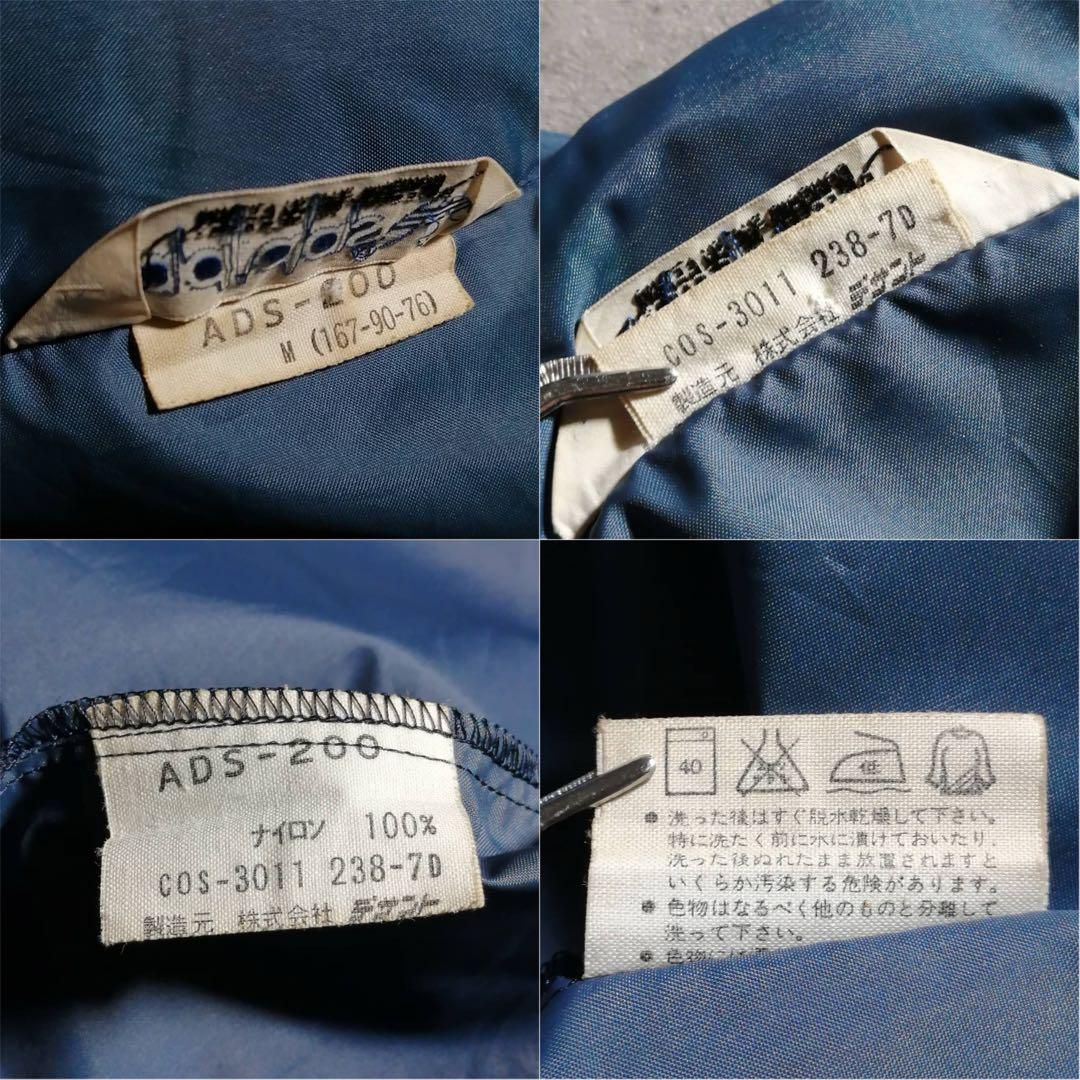 adidas
ADS-200
M (167-90-76)
COS-3011 238-7D
製造元 株式会社 デサント
ADS-200
ナイロン 100%
COS-3011 238-7D
製造元 株式会社 デサント
40
低
● 洗った後はすぐ脱水乾燥して下さい。
特に洗たく前に水に漬けておいたり、
洗った後ぬれたまま放置されますと
いくらか汚染する危険があります。
● 色物はなるべく他のものと分離して
洗って下さい。
● 色物には